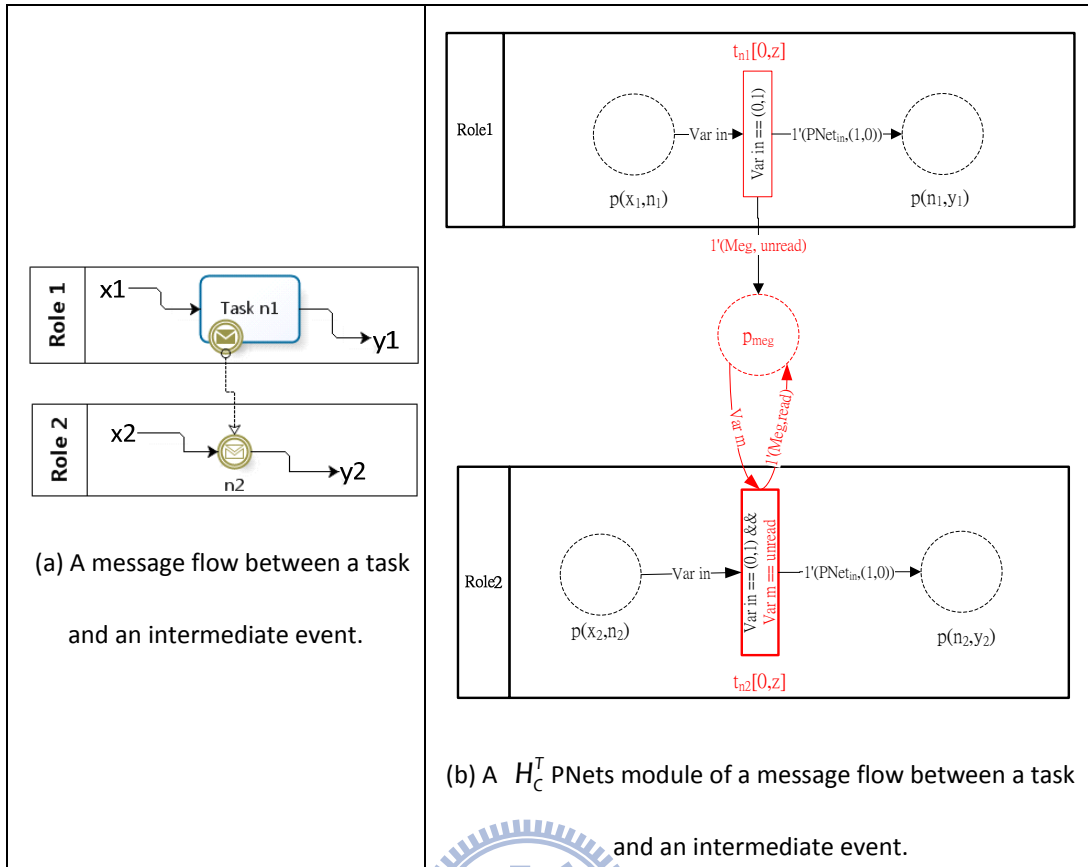 Role 1
x1
Task n1
y1
Role 2
x2
n2
y2
(a) A message flow between a task
and an intermediate event.
Role1
tn1[0,z]
p(x1,n1)
Var in
Var in == (0,1)
1'(PNetin,(1,0))
p(n1,y1)
1'(Meg, unread)
pmeg
Var m
1'(Meg,read)
Role2
p(x2,n2)
Var in
Var in == (0,1) &&
Var m == unread
1'(PNetin,(1,0))
p(n2,y2)
tn2[0,z]
(b) A HCT PNets module of a message flow between a task
and an intermediate event.